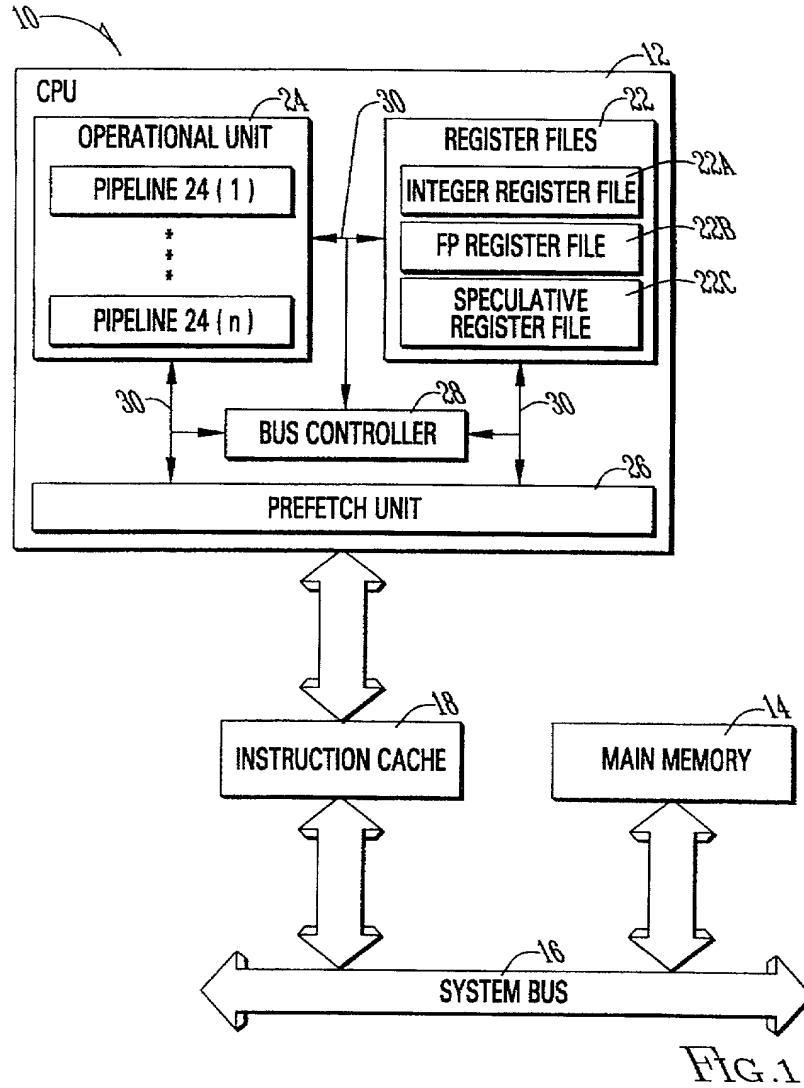 10
12
CPU
24
30
22
OPERATIONAL UNIT
REGISTER FILES
22A
PIPELINE 24 ( 1 )
INTEGER REGISTER FILE
22B
*
*
*
FP REGISTER FILE
22C
PIPELINE 24 ( n )
SPECULATIVE
REGISTER FILE
30
28
30
BUS CONTROLLER
26
PREFETCH UNIT
18
14
INSTRUCTION CACHE
MAIN MEMORY
16
SYSTEM BUS
FIG.1